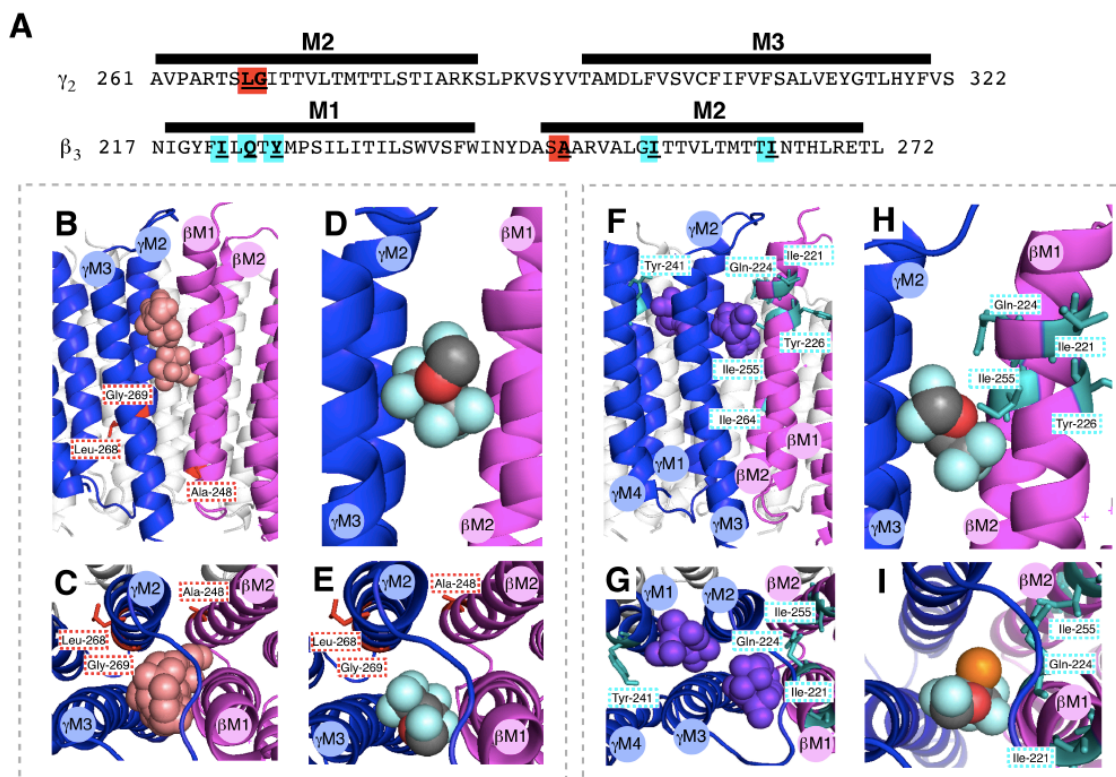 A
M2 M3
γ2 261 AVPARTSLGITTVLTMTTLSTIARKSLPKVSYVTAMDLFVSVCFIFVFSALVEYGTLHYFVS 322
M1 M2
β3 217 NIGYFILQTYMPSILITILSWVSFWINYDASAARVALGITTVLTMTTINTHLRETL 272
B
γM3
γM2
βM1
βM2
Gly-269
Leu-268
Ala-248
D
γM2
βM1
γM3
βM2
F
γM2
Tyr-241
Gln-224
Ile-221
Tyr-226
Ile-255
Ile-264
γM1
βM1
βM2
γM4
γM3
H
βM1
γM2
Gln-224
Ile-221
Ile-255
Tyr-226
γM3
βM2
C
γM2
Ala-248
βM2
Leu-268
Gly-269
γM3
βM1
E
γM2
Ala-248
βM2
Leu-268
Gly-269
γM3
βM1
G
γM1
γM2
βM2
Ile-255
Gln-224
Ile-221
Tyr-241
γM4
γM3
βM1
I
βM2
Ile-255
Gln-224
βM1
Ile-221